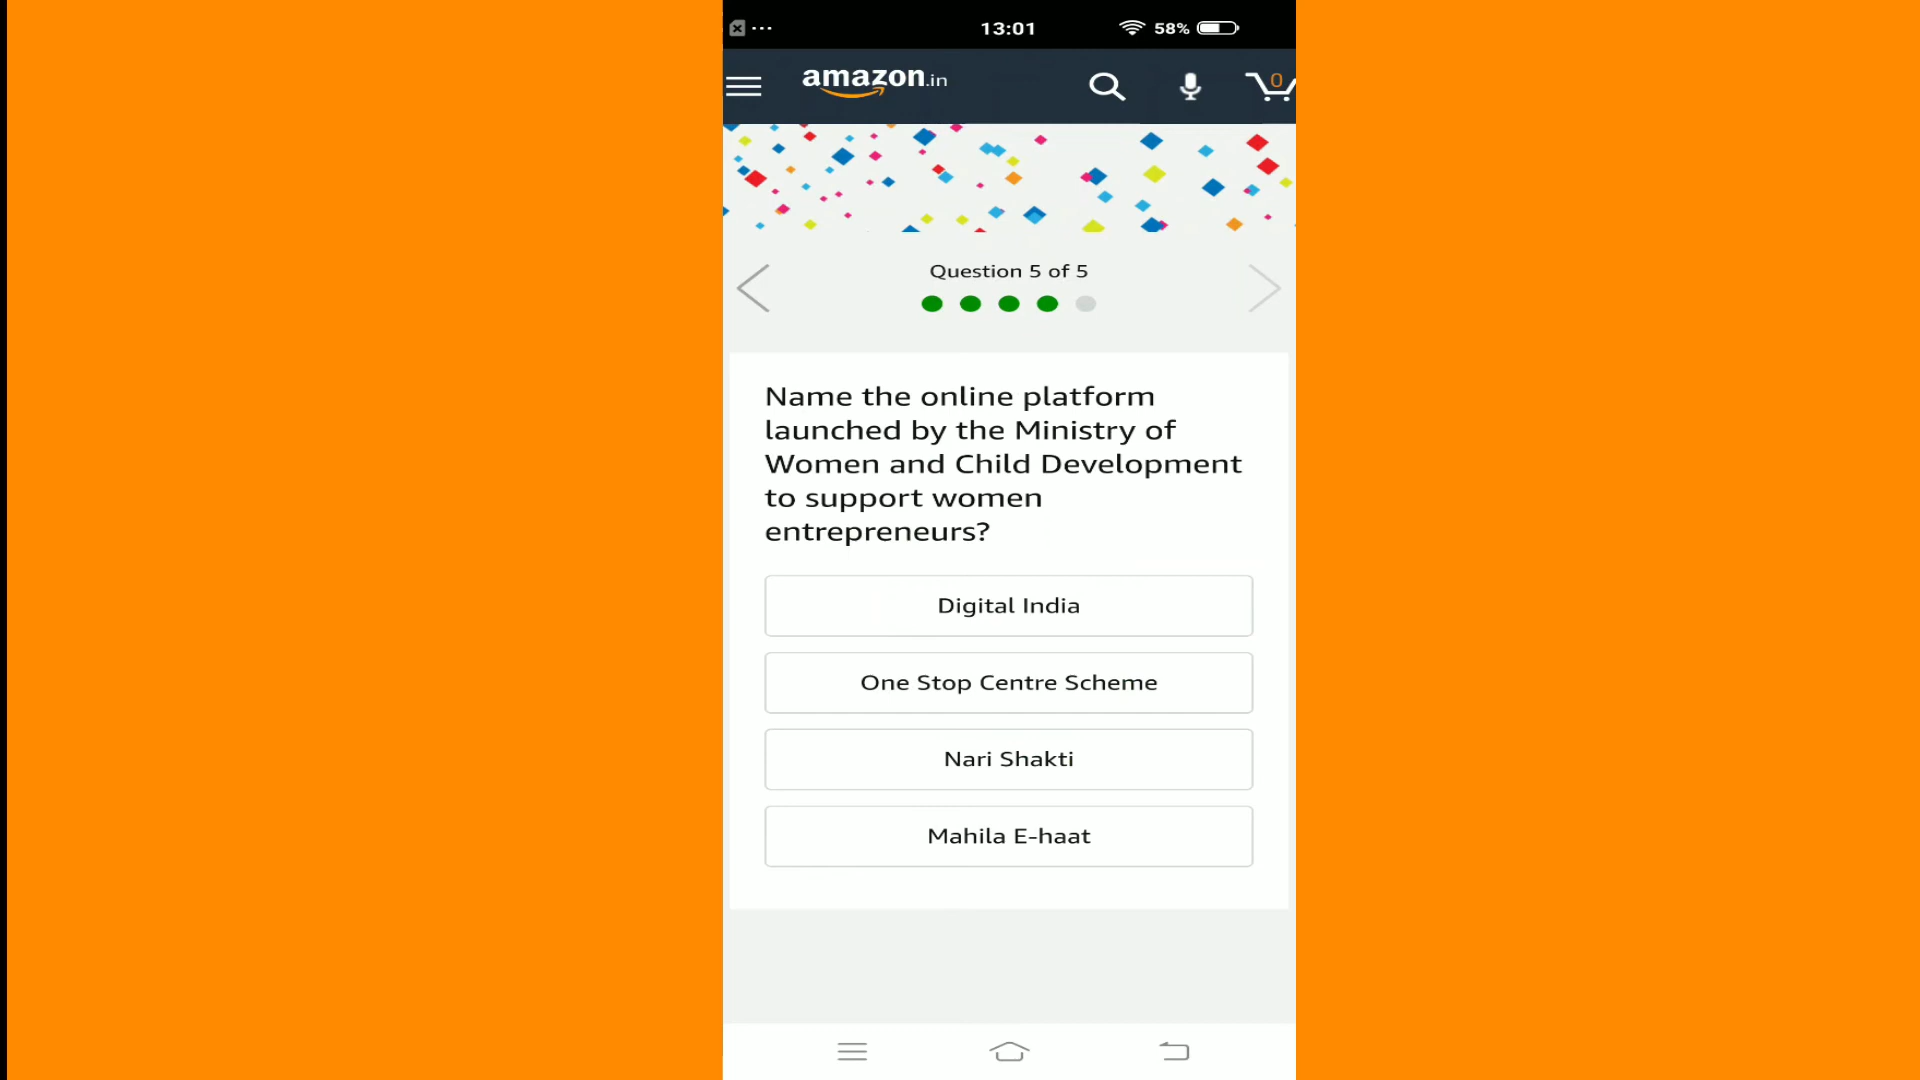 13:01
58%
amazon.in
0
Question 5 of 5
Name the online platform
launched by the Ministry of
Women and Child Development
to support women
entrepreneurs?
Digital India
One Stop Centre Scheme
Nari Shakti
Mahila E-haat